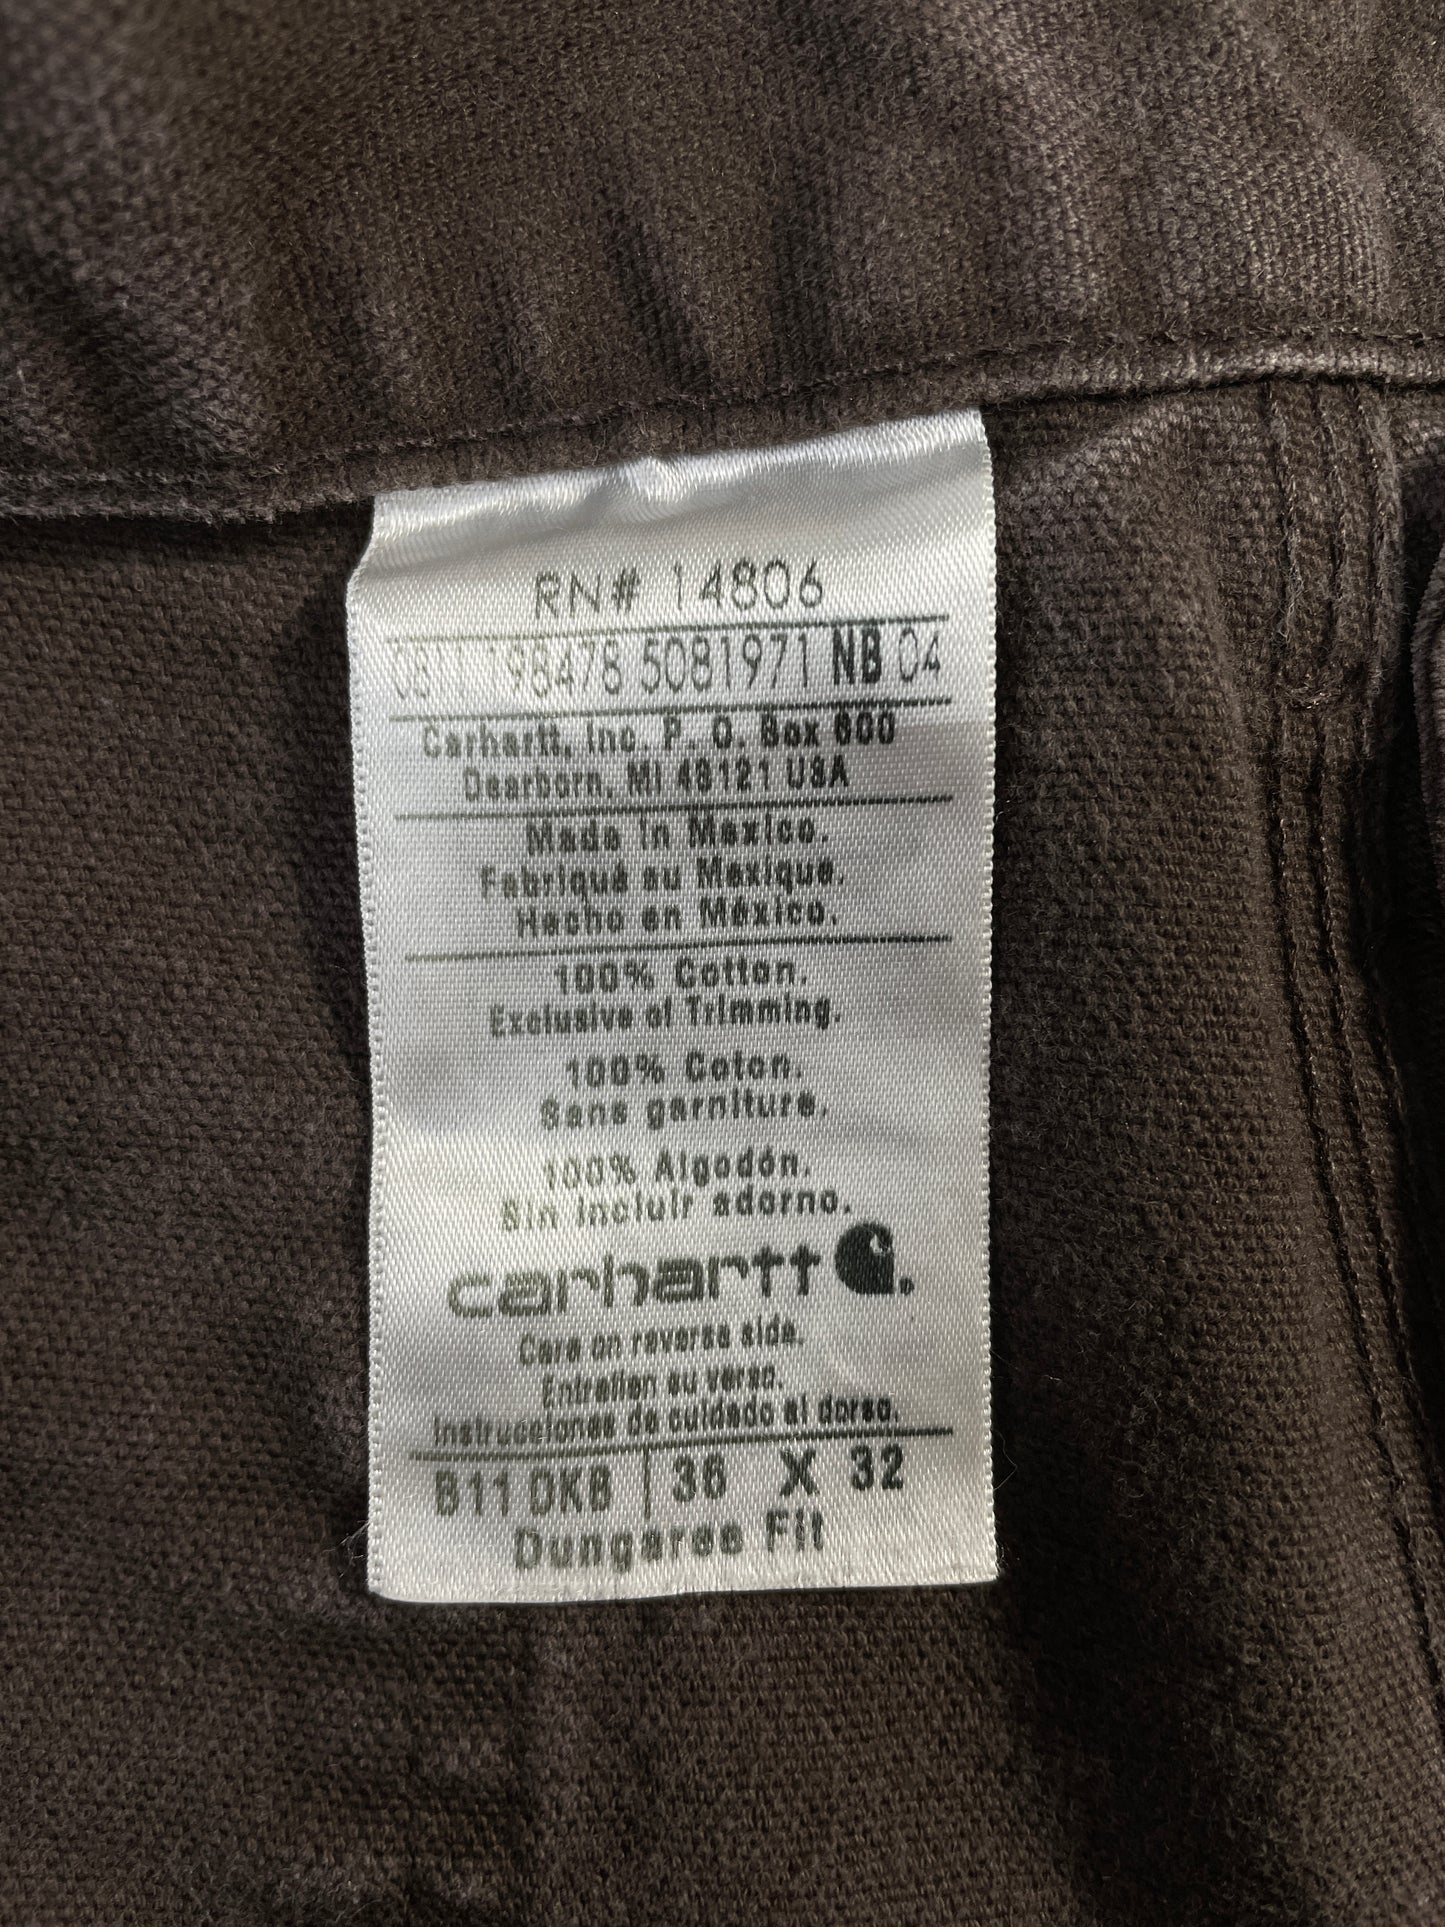 RN# 14806
0811 198478 5081971 NB 04
Carhartt, Inc. P. O. Box 600
Dearborn, MI 48121 USA
Made in Mexico.
Fabriqué au Mexique.
Hecho en México.
100% Cotton.
Exclusive of Trimming.
100% Coton.
Sans garniture.
100% Algodón.
Sin incluir adorno.
carhartt
Care on reverse side.
Entretien au verso.
Instrucciones de cuidado al dorso.
B11 DKB | 36 X 32
Dungaree Fit